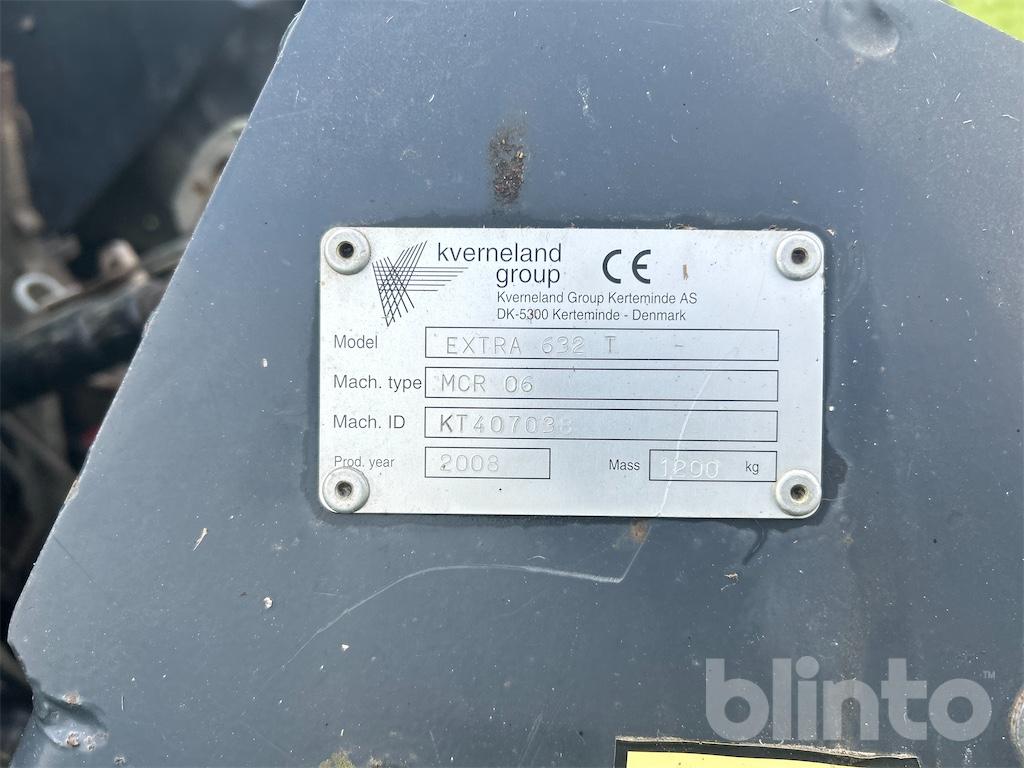 kverneland
group
CE
Kverneland Group Kerteminde AS
DK-5300 Kerteminde - Denmark
Model EXTRA 632 T
Mach. type MCR 06
Mach. ID KT407038
Prod. year 2008 Mass 1200 kg
blinto™